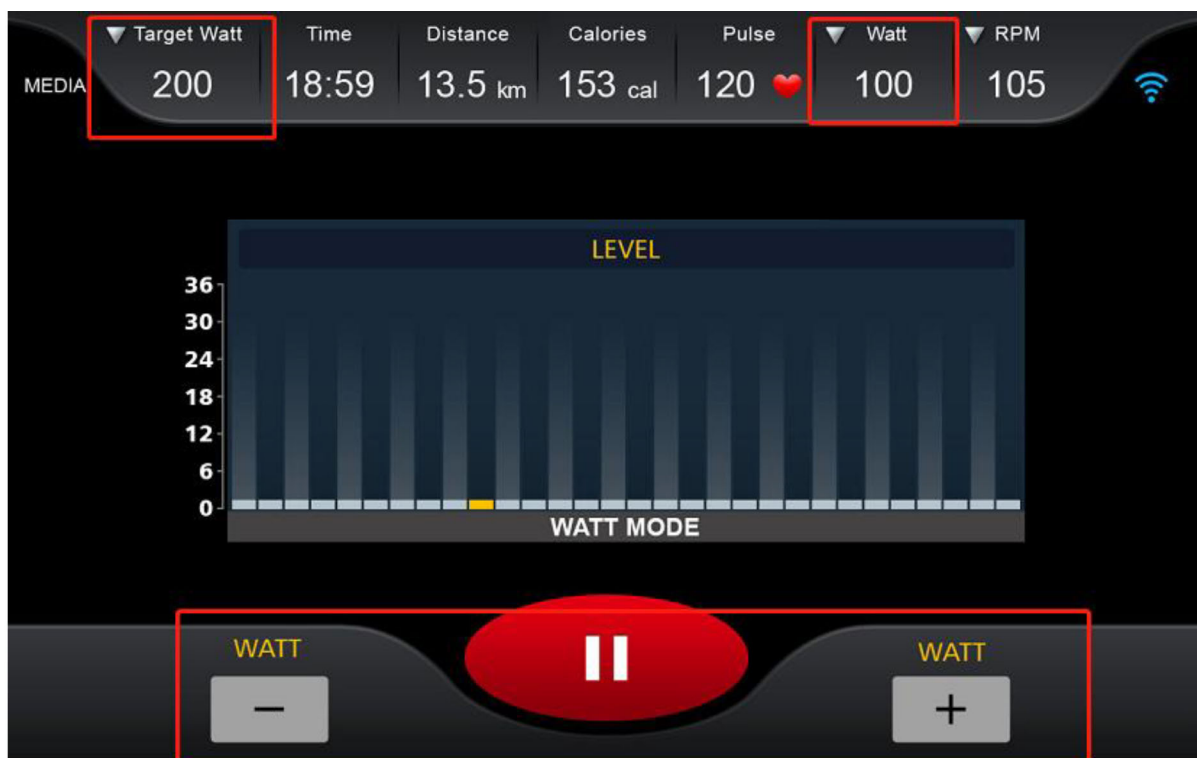 Target Watt Time Distance Calories Pulse Watt RPM
MEDIA 200 18:59 13.5 km 153 cal 120 100 105
LEVEL
36
30
24
18
12
6
0
WATT MODE
WATT WATT
− +